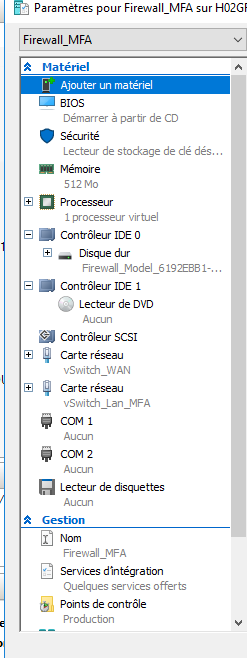 Paramètres pour Firewall_MFA sur H02GF
Firewall_MFA
Matériel
Ajouter un matériel
BIOS
Démarrer à partir de CD
Sécurité
Lecteur de stockage de clé dés...
Mémoire
512 Mo
Processeur
1 processeur virtuel
Contrôleur IDE 0
Disque dur
Firewall_Model_6192EBB1-...
Contrôleur IDE 1
Lecteur de DVD
Aucun
Contrôleur SCSI
Carte réseau
vSwitch_WAN
Carte réseau
vSwitch_Lan_MFA
COM 1
Aucun
COM 2
Aucun
Lecteur de disquettes
Aucun
Gestion
Nom
Firewall_MFA
Services d'intégration
Quelques services offerts
Points de contrôle
Production